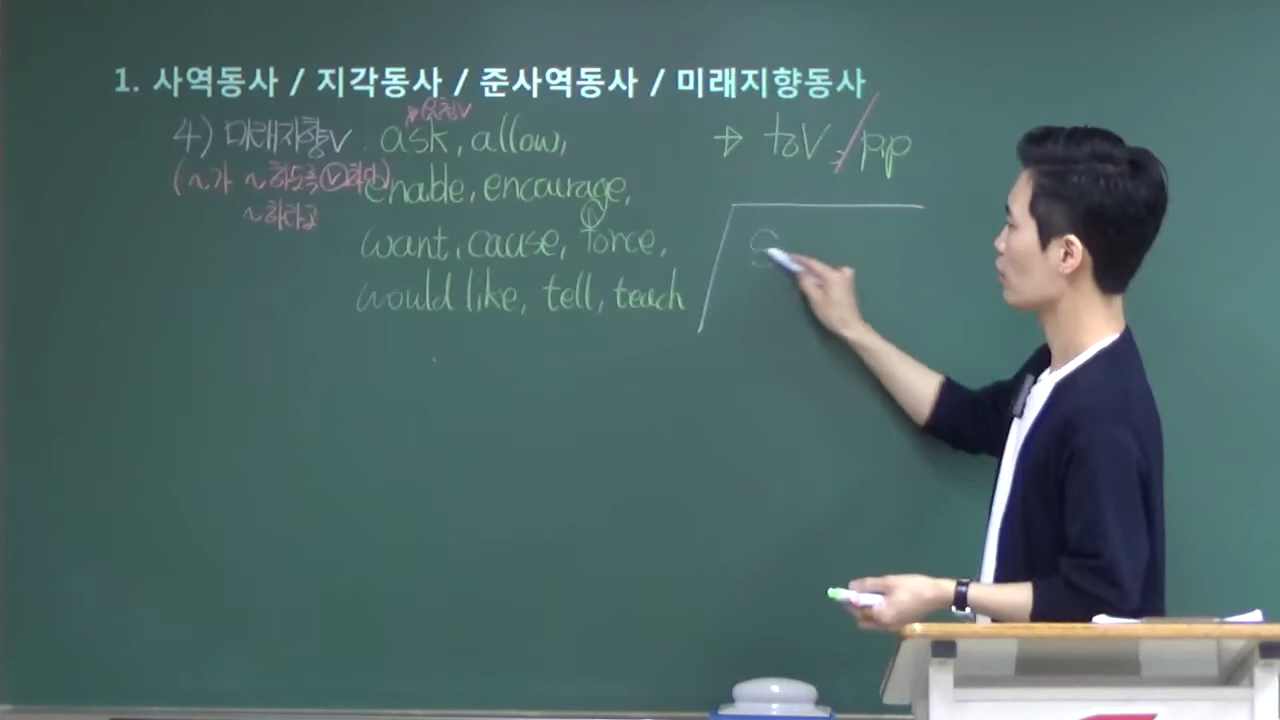 1. 사역동사 / 지각동사 / 준사역동사 / 미래지향동사
요청V
4) 미래지향V ask, allow, → toV / p.p
(~가 ~하도록 V하다) enable, encourage,
~하라고
want, cause, force,
would like, tell, teach
S